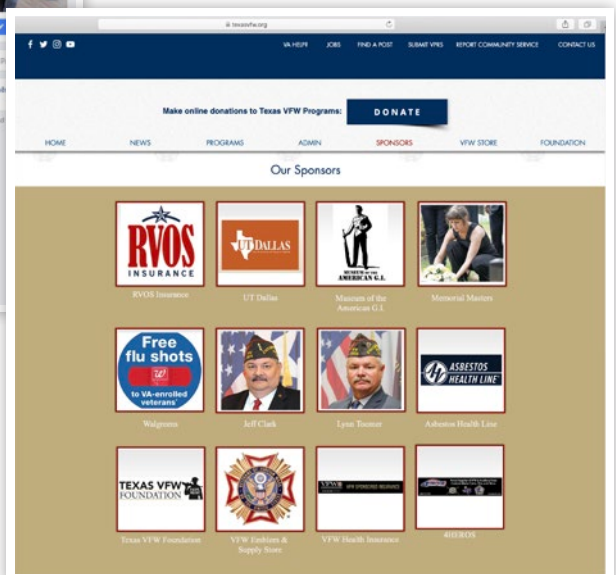 texasvfw.org
VA HELP!
JOBS
FIND A POST
SUBMIT VPRS
REPORT COMMUNITY SERVICE
CONTACT US
Make online donations to Texas VFW Programs:
DONATE
HOME
NEWS
PROGRAMS
ADMIN
SPONSORS
VFW STORE
FOUNDATION
Our Sponsors
RVOS
INSURANCE
RVOS Insurance
UT DALLAS
UT Dallas
MUSEUM OF THE
AMERICAN G.I.
Museum of the
American G.I.
Memorial Masters
Free
flu shots
to VA-enrolled
veterans*
Walgreens
Jeff Clark
Lynn Toomer
ASBESTOS
HEALTH LINE
Asbestos Health Line
TEXAS VFW
FOUNDATION
Texas VFW Foundation
VFW Emblem &
Supply Store
VFW
VFW SPONSORED INSURANCE
VFW Health Insurance
4HEROS